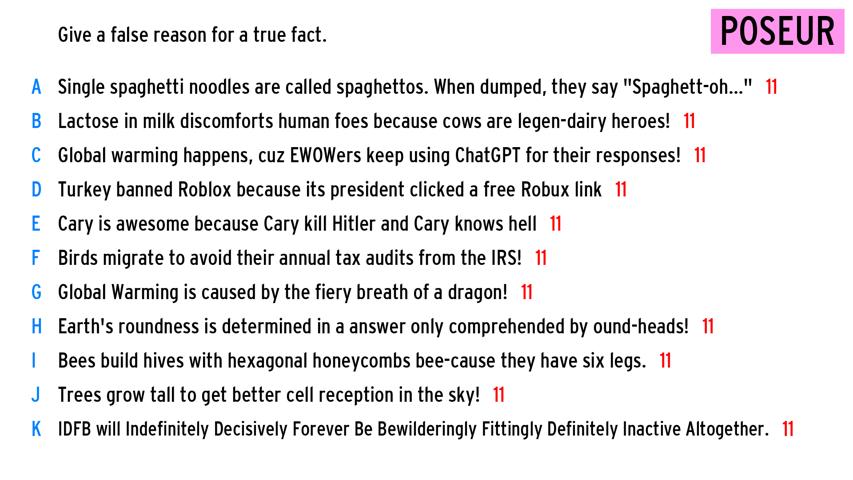 Give a false reason for a true fact.
POSEUR
A Single spaghetti noodles are called spaghettos. When dumped, they say "Spaghett-oh..." 11
B Lactose in milk discomforts human foes because cows are legen-dairy heroes! 11
C Global warming happens, cuz EWOWers keep using ChatGPT for their responses! 11
D Turkey banned Roblox because its president clicked a free Robux link 11
E Cary is awesome because Cary kill Hitler and Cary knows hell 11
F Birds migrate to avoid their annual tax audits from the IRS! 11
G Global Warming is caused by the fiery breath of a dragon! 11
H Earth's roundness is determined in a answer only comprehended by ound-heads! 11
I Bees build hives with hexagonal honeycombs bee-cause they have six legs. 11
J Trees grow tall to get better cell reception in the sky! 11
K IDFB will Indefinitely Decisively Forever Be Bewilderingly Fittingly Definitely Inactive Altogether. 11